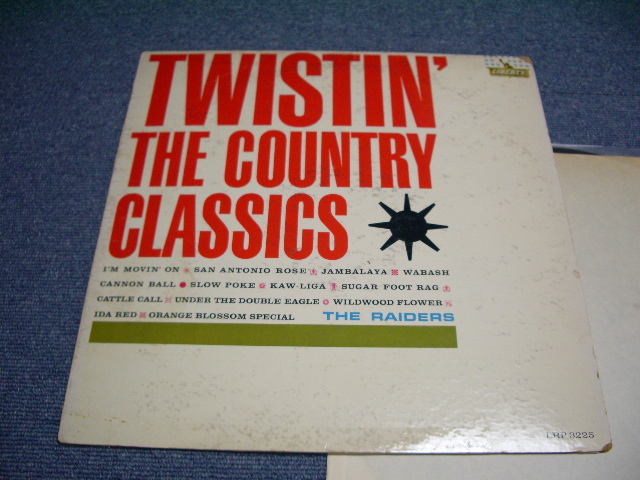 TWISTIN'
LIBERTY
THE COUNTRY
CLASSICS
I'M MOVIN' ON SAN ANTONIO ROSE JAMBALAYA WABASH
CANNON BALL SLOW POKE KAW-LIGA SUGAR FOOT RAG
CATTLE CALL UNDER THE DOUBLE EAGLE WILDWOOD FLOWER
IDA RED ORANGE BLOSSOM SPECIAL THE RAIDERS
LRP 3225